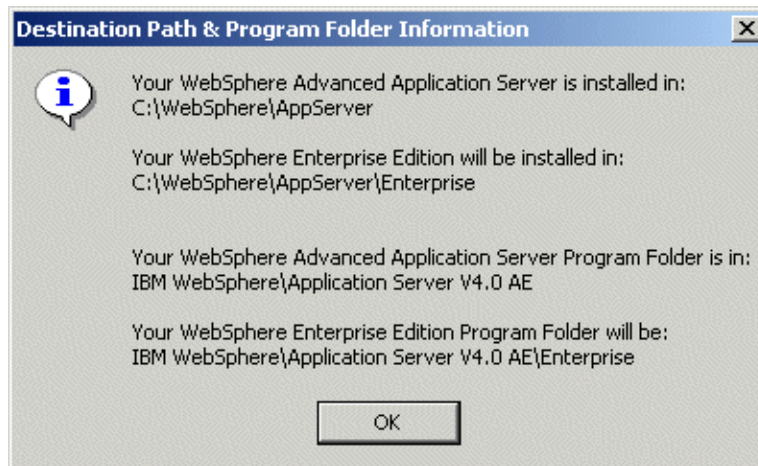 Destination Path & Program Folder Information
Your WebSphere Advanced Application Server is installed in:
C:\WebSphere\AppServer
Your WebSphere Enterprise Edition will be installed in:
C:\WebSphere\AppServer\Enterprise
Your WebSphere Advanced Application Server Program Folder is in:
IBM WebSphere\Application Server V4.0 AE
Your WebSphere Enterprise Edition Program Folder will be:
IBM WebSphere\Application Server V4.0 AE\Enterprise
OK